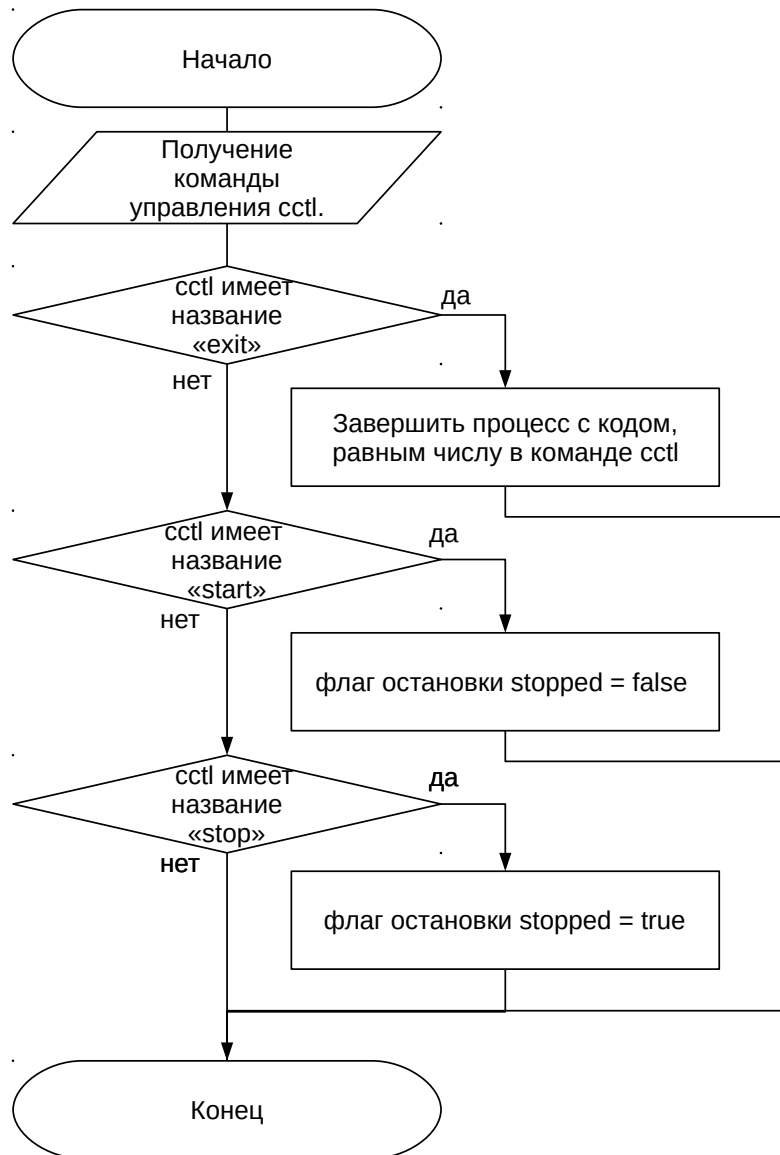 Начало
Получение
команды
управления cctl.
cctl имеет
название
«exit»
да
нет
Завершить процесс с кодом,
равным числу в команде cctl
cctl имеет
название
«start»
да
нет
флаг остановки stopped = false
cctl имеет
название
«stop»
да
нет
флаг остановки stopped = true
Конец